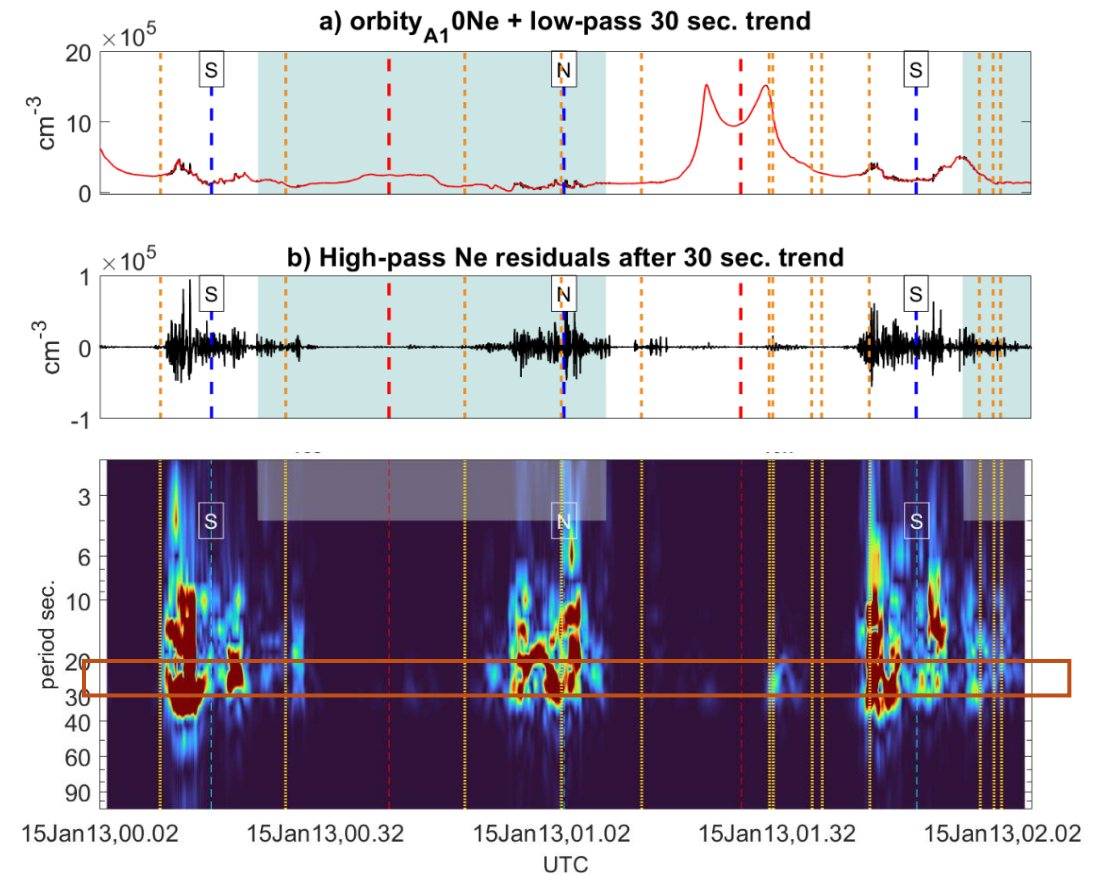 a) orbity_A1 0Ne + low-pass 30 sec. trend
×10^5
20
10
0
cm^-3
S
N
S
b) High-pass Ne residuals after 30 sec. trend
×10^5
1
0
-1
cm^-3
S
N
S
3
6
10
20
30
40
60
90
period sec.
S
N
S
15Jan13,00.02
15Jan13,00.32
15Jan13,01.02
15Jan13,01.32
15Jan13,02.02
UTC